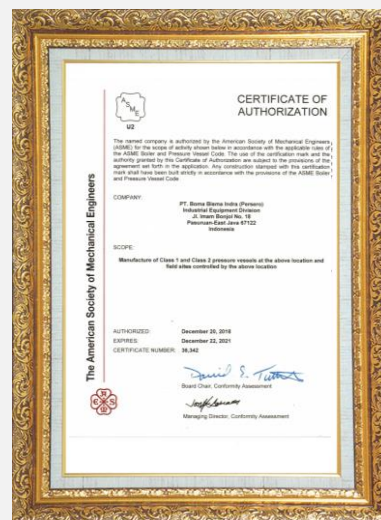 ASME
U2
CERTIFICATE OF
AUTHORIZATION
The named company is authorized by the American Society of Mechanical Engineers
(ASME) for the scope of activity shown below in accordance with the applicable rules of
the ASME Boiler and Pressure Vessel Code. The use of the certification mark and the
authority granted by this Certificate of Authorization are subject to the provisions of the
agreement set forth in the application. Any construction stamped with this certification
mark shall have been built strictly in accordance with the provisions of the ASME Boiler
and Pressure Vessel Code.
COMPANY:
PT. Boma Bisma Indra (Persero)
Industrial Equipment Division
Jl. Imam Bonjol No. 18
Pasuruan-East Java 67122
Indonesia
SCOPE:
Manufacture of Class 1 and Class 2 pressure vessels at the above location and
field sites controlled by the above location
AUTHORIZED: December 20, 2018
EXPIRES: December 22, 2021
CERTIFICATE NUMBER: 36,342
Board Chair, Conformity Assessment
Managing Director, Conformity Assessment
The American Society of Mechanical Engineers